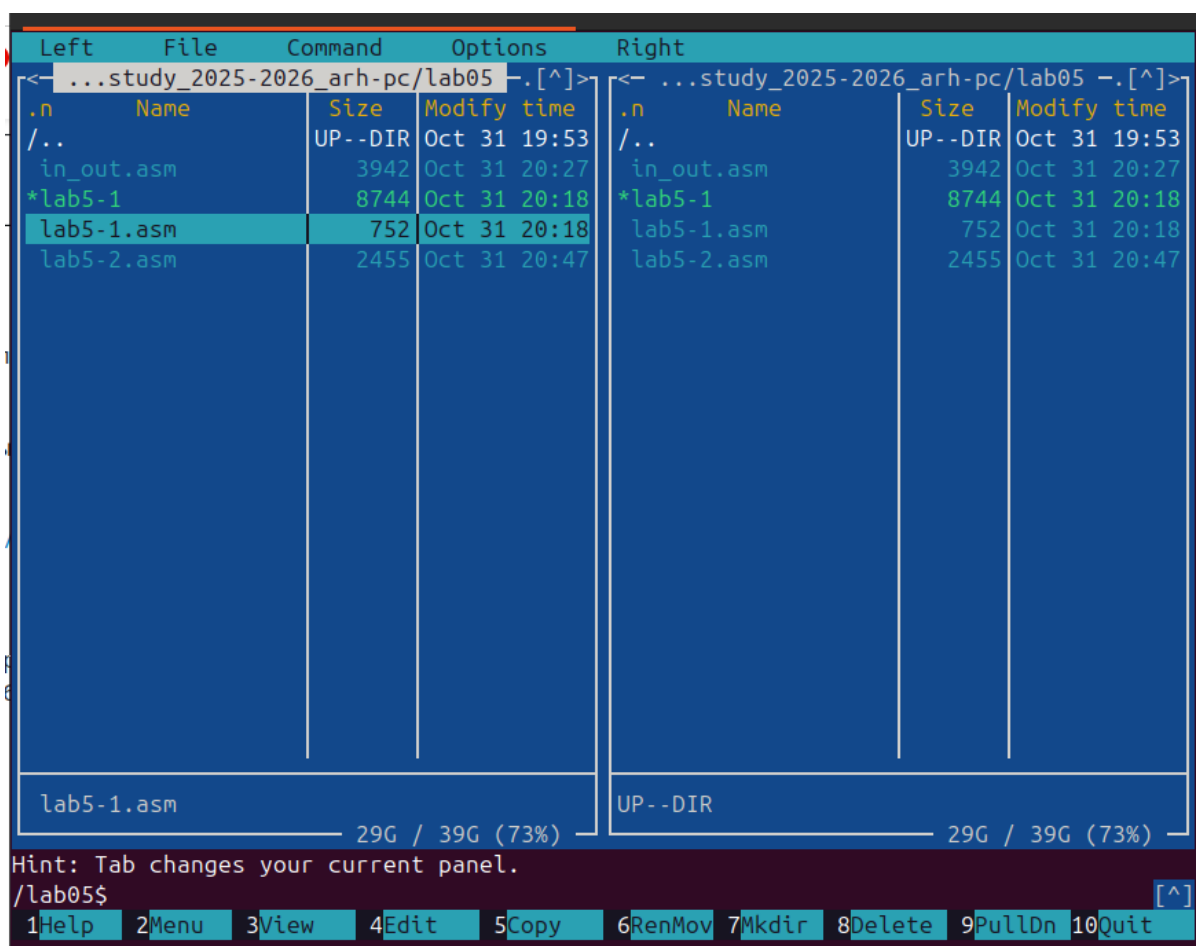 Left File Command Options Right
<─ ...study_2025-2026_arh-pc/lab05 ─.[^]>┐ <─ ...study_2025-2026_arh-pc/lab05 ─.[^]>┐
.n Name Size Modify time .n Name Size Modify time
/.. UP--DIR Oct 31 19:53 /.. UP--DIR Oct 31 19:53
in_out.asm 3942 Oct 31 20:27 in_out.asm 3942 Oct 31 20:27
*lab5-1 8744 Oct 31 20:18 *lab5-1 8744 Oct 31 20:18
lab5-1.asm 752 Oct 31 20:18 lab5-1.asm 752 Oct 31 20:18
lab5-2.asm 2455 Oct 31 20:47 lab5-2.asm 2455 Oct 31 20:47
lab5-1.asm UP--DIR
29G / 39G (73%) 29G / 39G (73%)
Hint: Tab changes your current panel.
/lab05$ [^]
1Help 2Menu 3View 4Edit 5Copy 6RenMov 7Mkdir 8Delete 9PullDn 10Quit